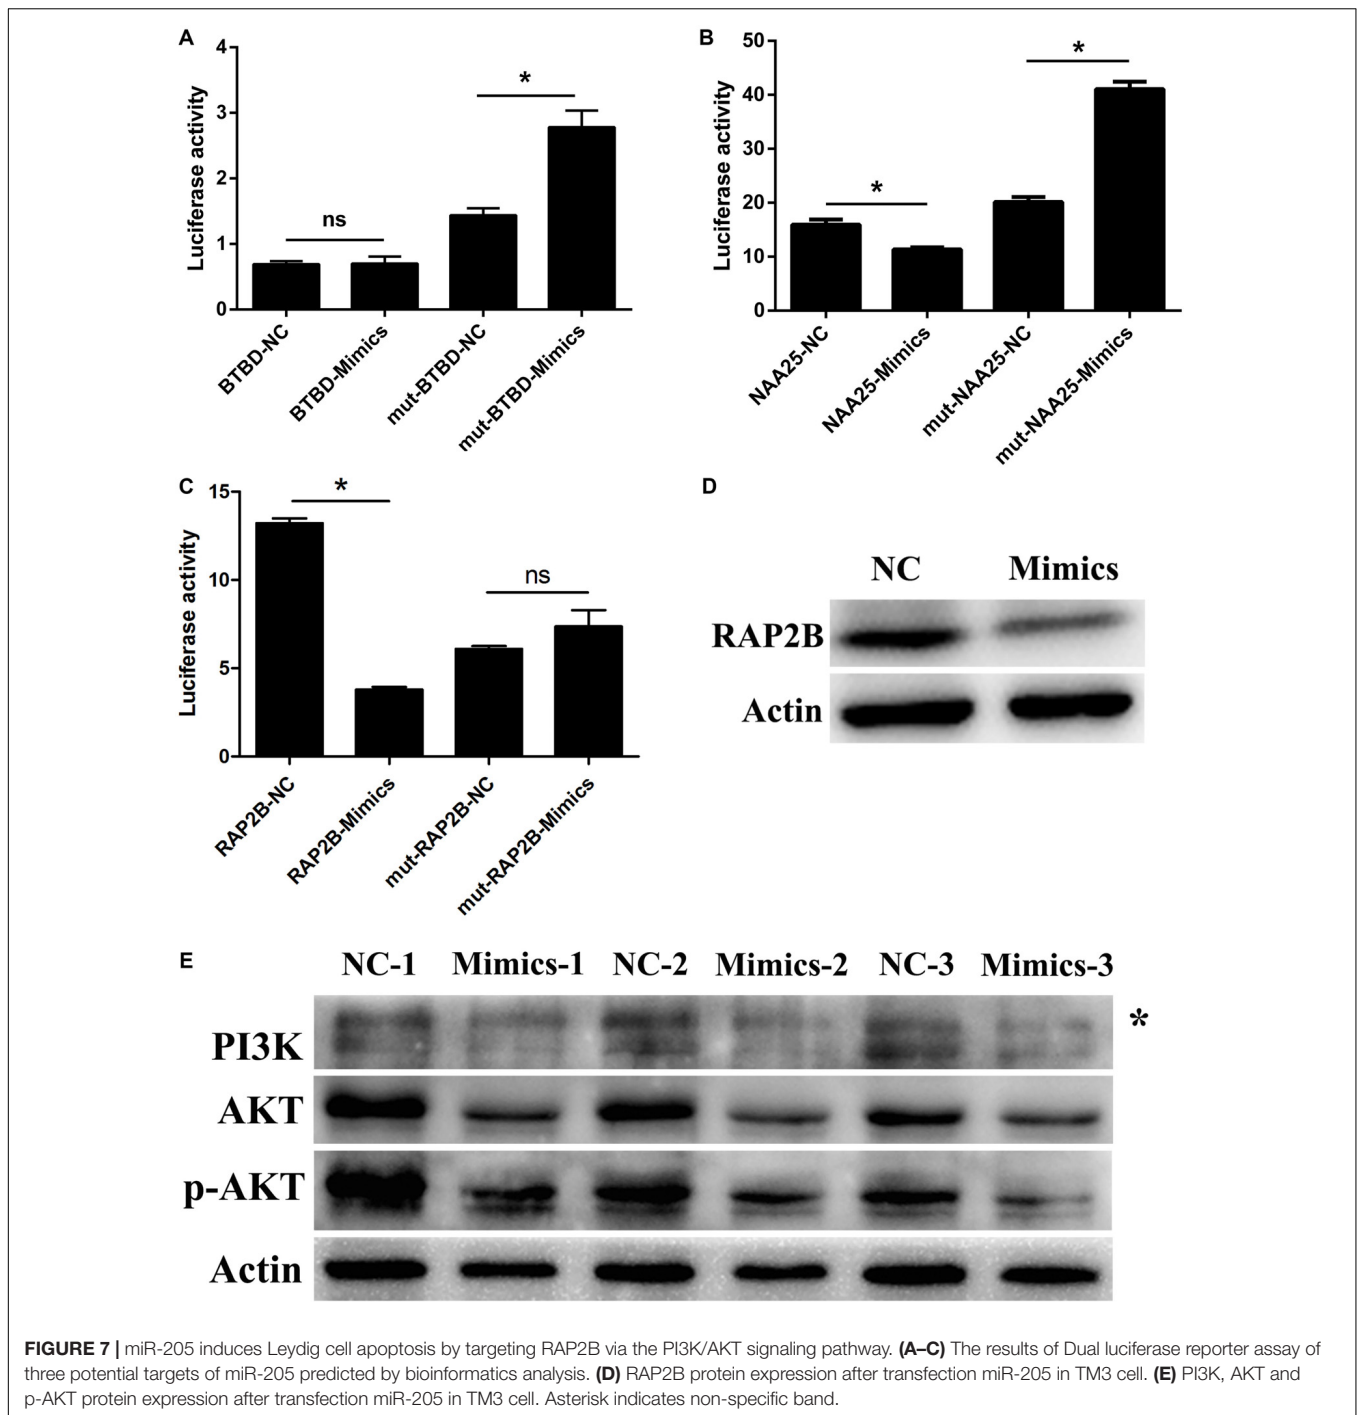 A
4
3
2
1
0
Luciferase activity
ns
*
BTBD-NC
BTBD-Mimics
mut-BTBD-NC
mut-BTBD-Mimics
B
50
40
30
20
10
0
Luciferase activity
*
*
NAA25-NC
NAA25-Mimics
mut-NAA25-NC
mut-NAA25-Mimics
C
15
10
5
0
Luciferase activity
*
ns
RAP2B-NC
RAP2B-Mimics
mut-RAP2B-NC
mut-RAP2B-Mimics
D
NC Mimics
RAP2B
Actin
E
NC-1 Mimics-1 NC-2 Mimics-2 NC-3 Mimics-3
*
PI3K
AKT
p-AKT
Actin
FIGURE 7 | miR-205 induces Leydig cell apoptosis by targeting RAP2B via the PI3K/AKT signaling pathway. (A–C) The results of Dual luciferase reporter assay of
three potential targets of miR-205 predicted by bioinformatics analysis. (D) RAP2B protein expression after transfection miR-205 in TM3 cell. (E) PI3K, AKT and
p-AKT protein expression after transfection miR-205 in TM3 cell. Asterisk indicates non-specific band.